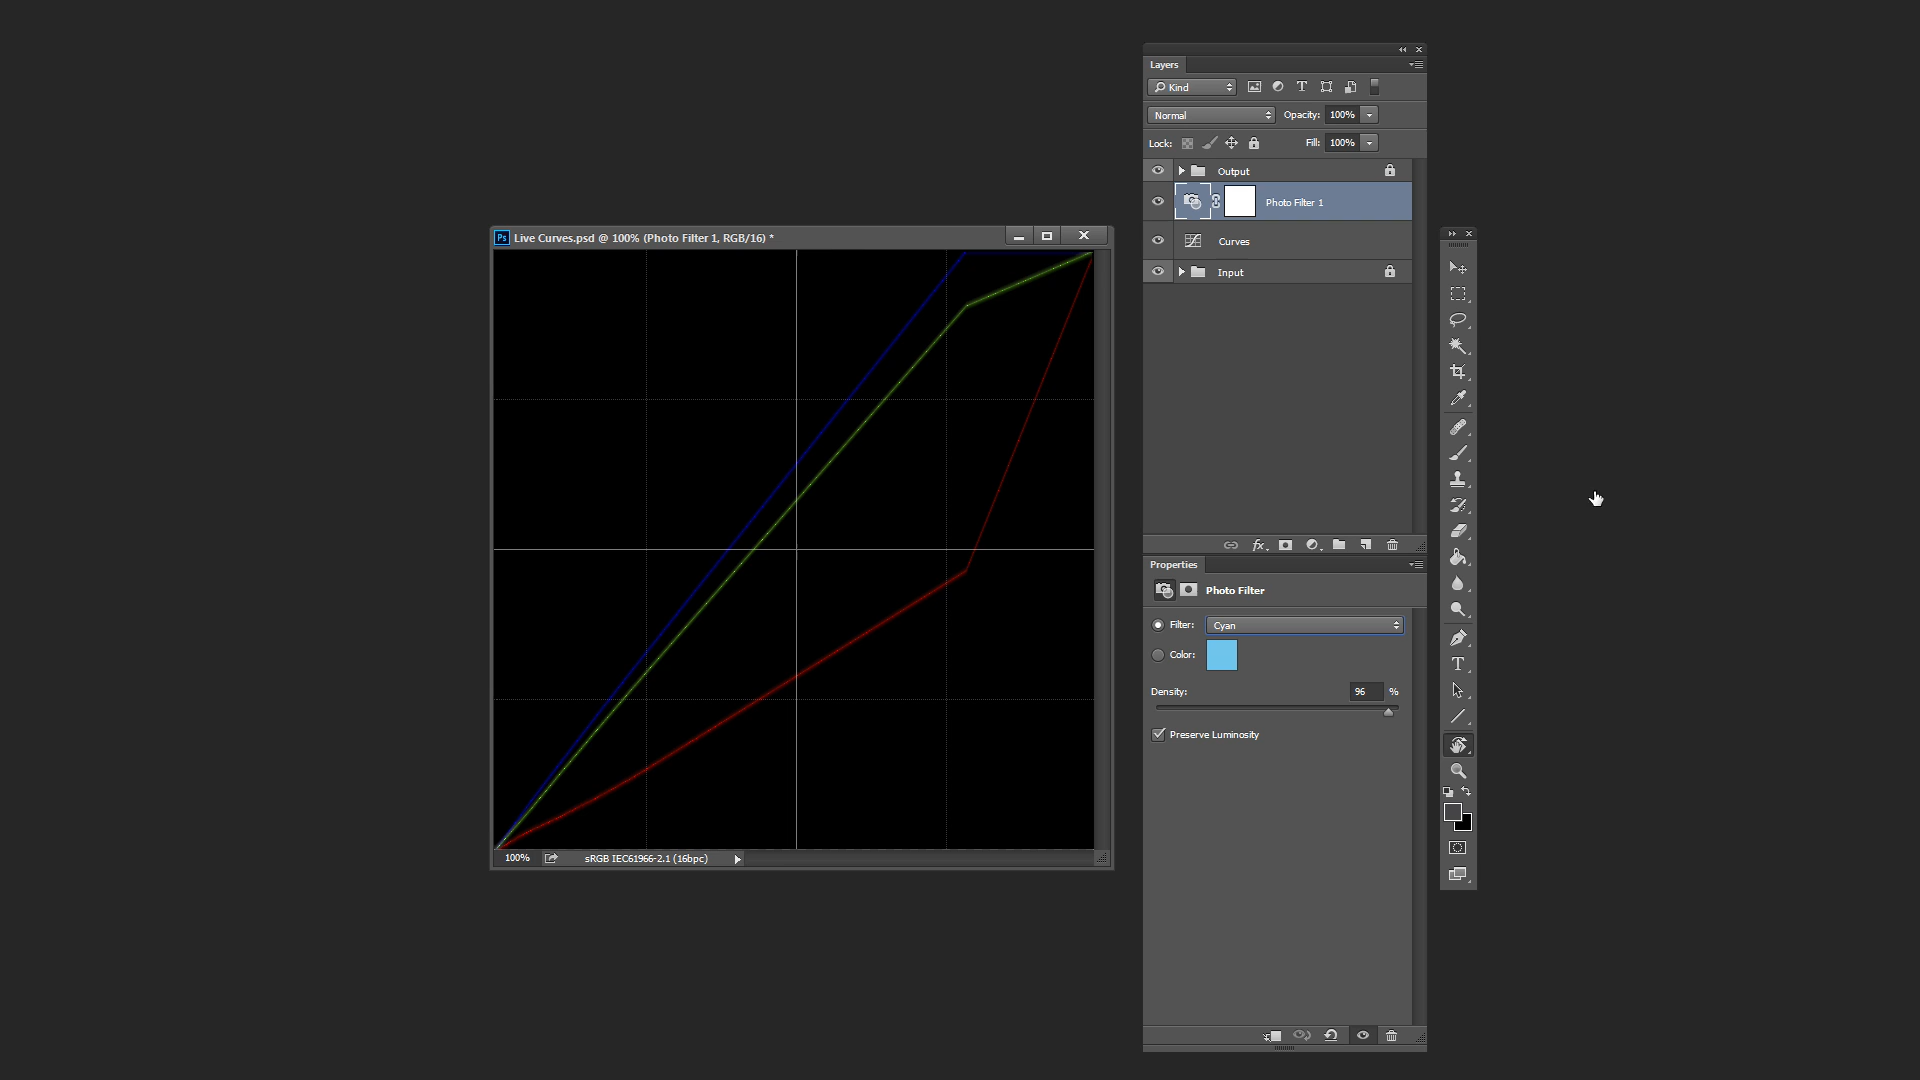 Layers
Kind
T
Normal
Opacity: 100%
Lock:
Fill: 100%
Output
Photo Filter 1
Curves
Input
fx
Ps Live Curves.psd @ 100% (Photo Filter 1, RGB/16) *
100%
sRGB IEC61966-2.1 (16bpc)
Properties
Photo Filter
Filter: Cyan
Color:
Density: 96 %
Preserve Luminosity
T